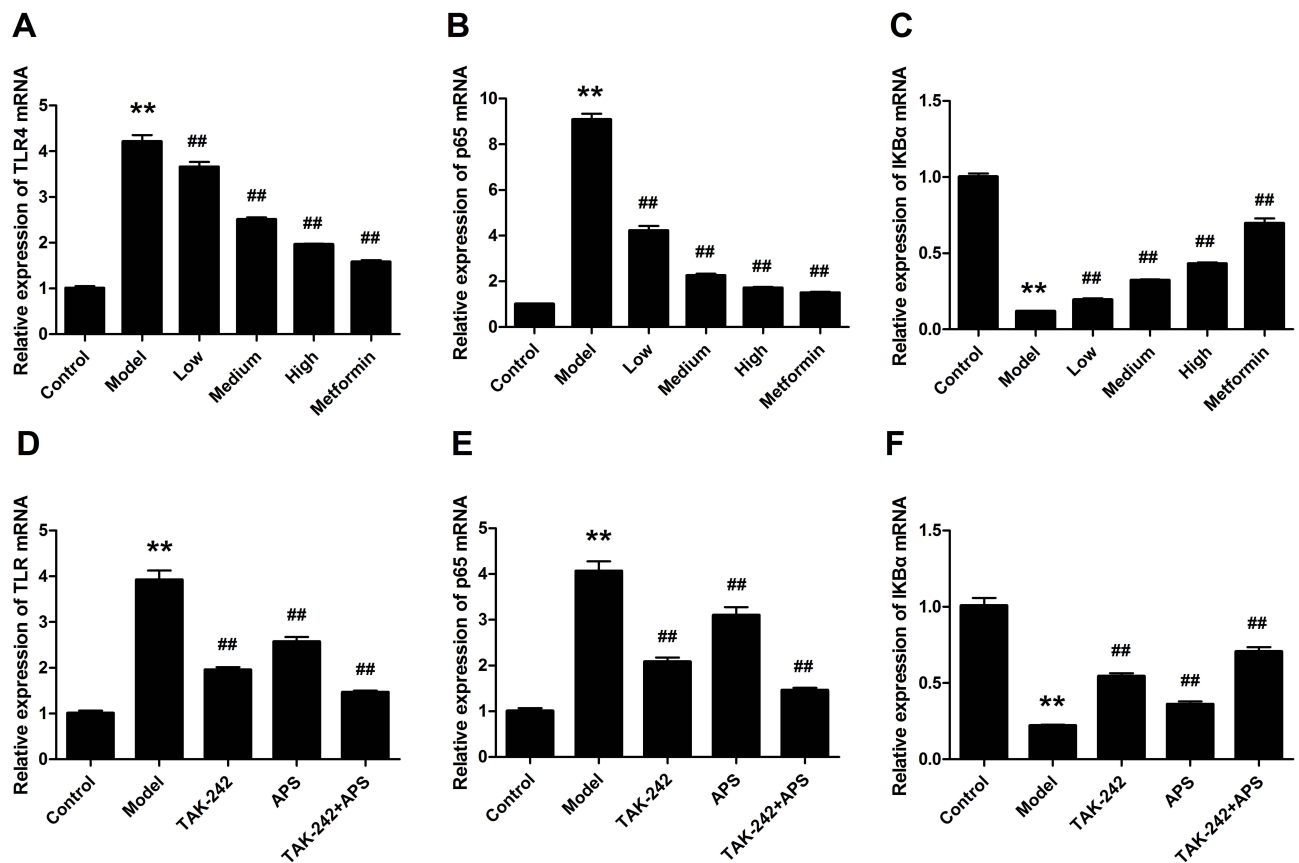 A
Relative expression of TLR4 mRNA
5
4
3
2
1
0
**
##
##
##
##
Control
Model
Low
Medium
High
Metformin
B
Relative expression of p65 mRNA
10
8
6
4
2
0
**
##
##
##
##
Control
Model
Low
Medium
High
Metformin
C
Relative expression of IKBα mRNA
1.5
1.0
0.5
0.0
**
##
##
##
##
Control
Model
Low
Medium
High
Metformin
D
Relative expression of TLR mRNA
5
4
3
2
1
0
**
##
##
##
Control
Model
TAK-242
APS
TAK-242+APS
E
Relative expression of p65 mRNA
5
4
3
2
1
0
**
##
##
##
Control
Model
TAK-242
APS
TAK-242+APS
F
Relative expression of IKBα mRNA
1.5
1.0
0.5
0.0
**
##
##
##
Control
Model
TAK-242
APS
TAK-242+APS